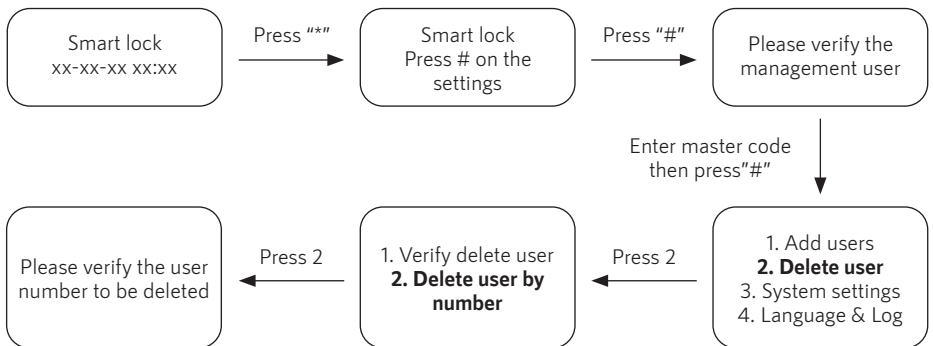 Smart lock
xx-xx-xx xx:xx
Press "*"
Smart lock
Press # on the
settings
Press "#"
Please verify the
management user
Enter master code
then press"#"
1. Add users
2. Delete user
3. System settings
4. Language & Log
Press 2
1. Verify delete user
2. Delete user by
number
Press 2
Please verify the user
number to be deleted